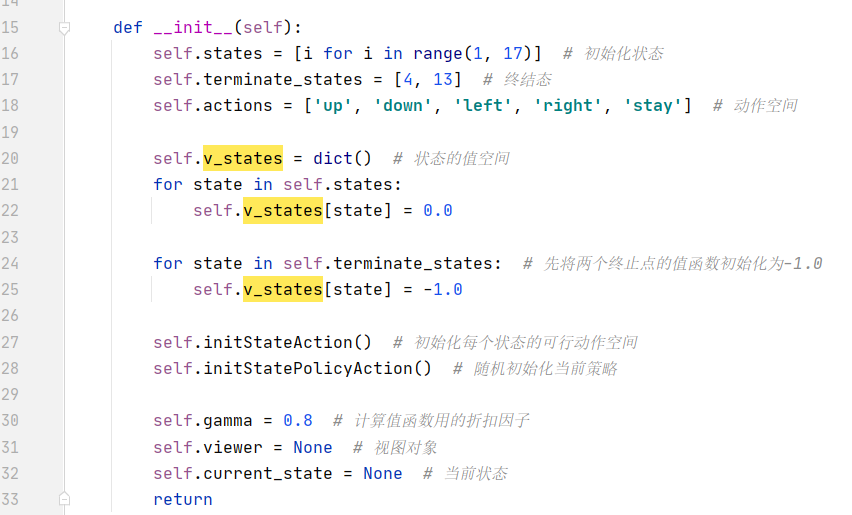 14
15 def __init__(self):
16 self.states = [i for i in range(1, 17)]  # 初始化状态
17 self.terminate_states = [4, 13]  # 终结态
18 self.actions = ['up', 'down', 'left', 'right', 'stay']  # 动作空间
19
20 self.v_states = dict()  # 状态的值空间
21 for state in self.states:
22 self.v_states[state] = 0.0
23
24 for state in self.terminate_states:  # 先将两个终止点的值函数初始化为-1.0
25 self.v_states[state] = -1.0
26
27 self.initStateAction()  # 初始化每个状态的可行动作空间
28 self.initStatePolicyAction()  # 随机初始化当前策略
29
30 self.gamma = 0.8  # 计算值函数用的折扣因子
31 self.viewer = None  # 视图对象
32 self.current_state = None  # 当前状态
33 return